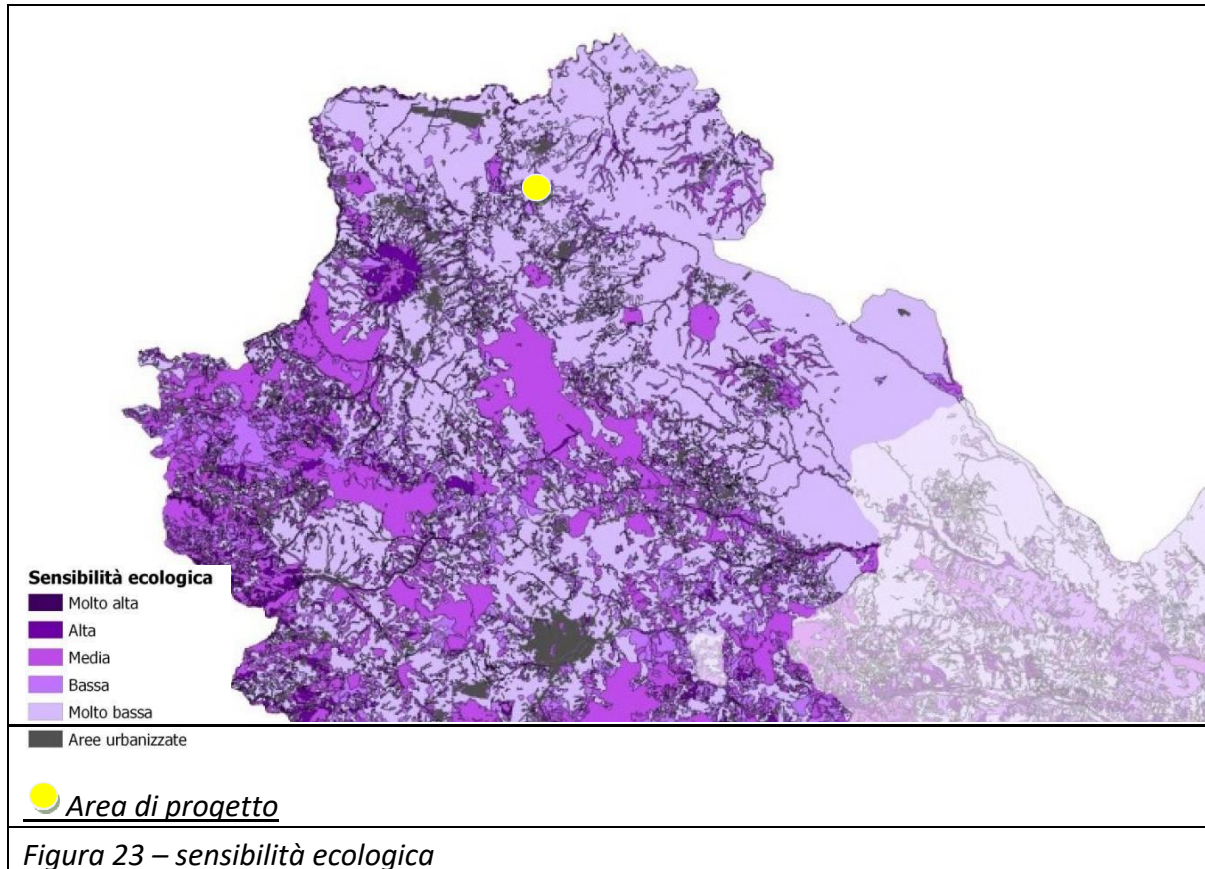 Sensibilità ecologica
Molto alta
Alta
Media
Bassa
Molto bassa
Aree urbanizzate
Area di progetto
Figura 23 – sensibilità ecologica